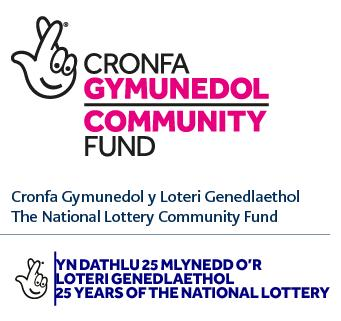 CRONFA
GYMUNEDOL
COMMUNITY
FUND
Cronfa Gymunedol y Loteri Genedlaethol
The National Lottery Community Fund
YN DATHLU 25 MLYNEDD O'R
LOTERI GENEDLAETHOL
25 YEARS OF THE NATIONAL LOTTERY